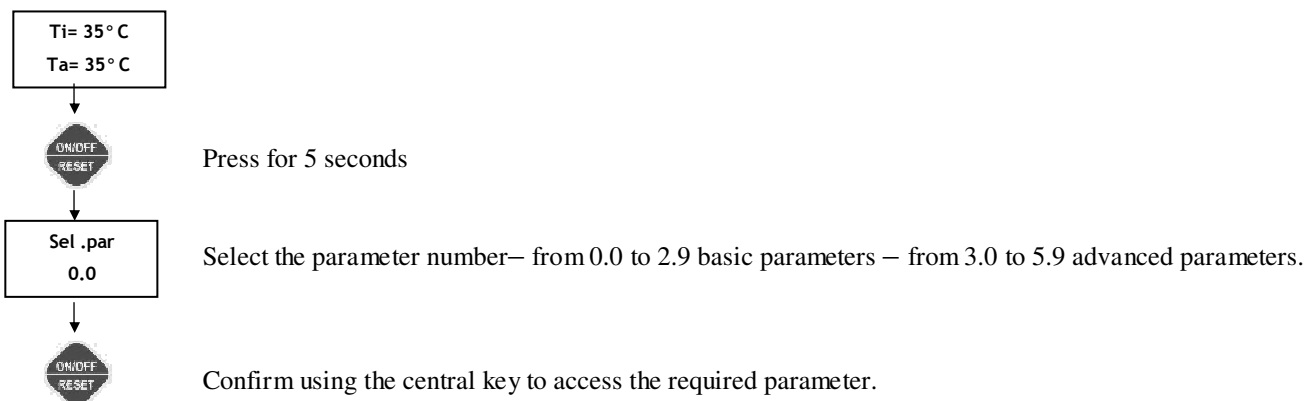 Ti= 35°C
Ta= 35°C
ON/OFF
RESET
Press for 5 seconds
Sel .par
0.0
Select the parameter number– from 0.0 to 2.9 basic parameters – from 3.0 to 5.9 advanced parameters.
ON/OFF
RESET
Confirm using the central key to access the required parameter.